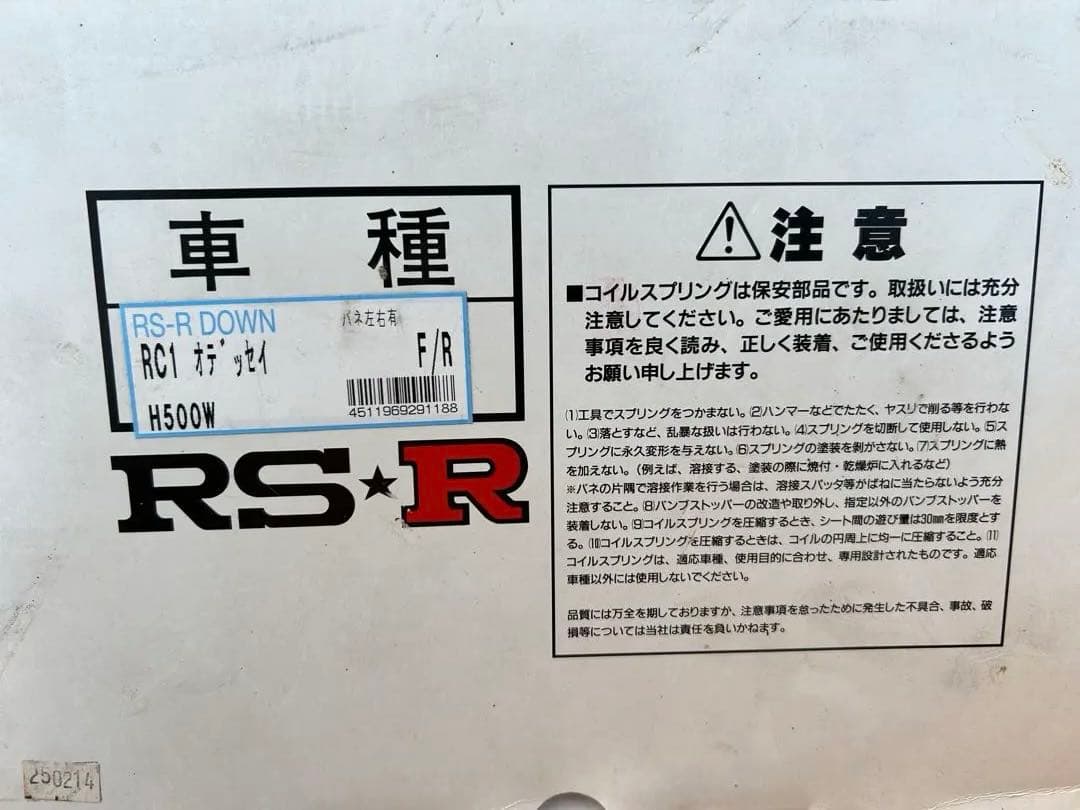 車種
RS-R DOWN
バネ左右有
RC1 オデッセイ
F/R
H500W
4511969291188
RS★R
⚠注意
■コイルスプリングは保安部品です。取扱いには充分
注意してください。ご愛用にあたりましては、注意
事項を良く読み、正しく装着、ご使用くださるよう
お願い申し上げます。
(1)工具でスプリングをつかまない。(2)ハンマーなどでたたく、ヤスリで削る等を行わな
い。(3)落とすなど、乱暴な扱いは行わない。(4)スプリングを切断して使用しない。(5)ス
プリングに永久変形を与えない。(6)スプリングの塗装を剥がさない。(7)スプリングに熱
を加えない。(例えば、溶接する、塗装の際に焼付・乾燥炉に入れるなど)
※バネの片隅で溶接作業を行う場合は、溶接スパッタ等がばねに当たらないよう充分
注意すること。(8)バンプストッパーの改造や取り外し、指定以外のバンプストッパーを
装着しない。(9)コイルスプリングを圧縮するとき、シート間の遊び量は30mmを限度とす
る。(10)コイルスプリングを圧縮するときは、コイルの円周上に均一に圧縮すること。(11)
コイルスプリングは、適応車種、使用目的に合わせ、専用設計されたものです。適応
車種以外には使用しないでください。
品質には万全を期しておりますが、注意事項を怠ったために発生した不具合、事故、破
損等については当社は責任を負いかねます。
250214